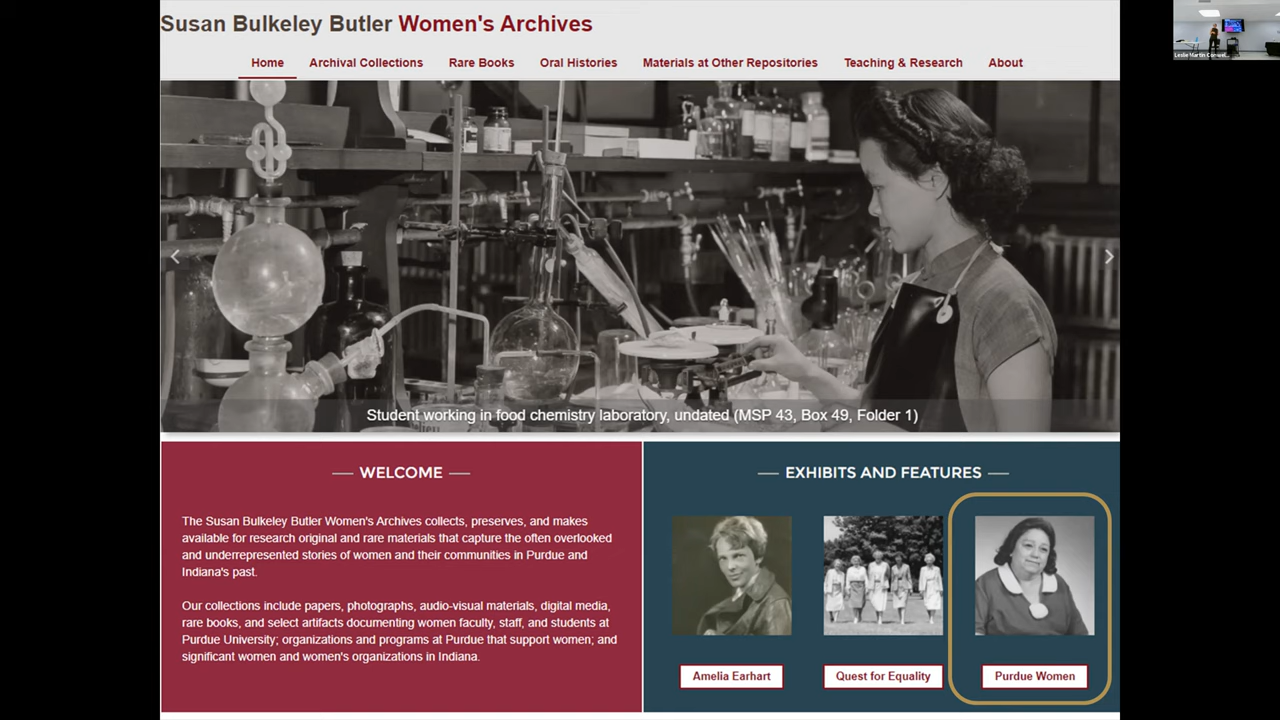 Susan Bulkeley Butler Women's Archives
Home Archival Collections Rare Books Oral Histories Materials at Other Repositories Teaching & Research About
Student working in food chemistry laboratory, undated (MSP 43, Box 49, Folder 1)
WELCOME
The Susan Bulkeley Butler Women's Archives collects, preserves, and makes
available for research original and rare materials that capture the often overlooked
and underrepresented stories of women and their communities in Purdue and
Indiana's past.
Our collections include papers, photographs, audio-visual materials, digital media,
rare books, and select artifacts documenting women faculty, staff, and students at
Purdue University; organizations and programs at Purdue that support women; and
significant women and women's organizations in Indiana.
EXHIBITS AND FEATURES
Amelia Earhart
Quest for Equality
Purdue Women
Leslie Martin